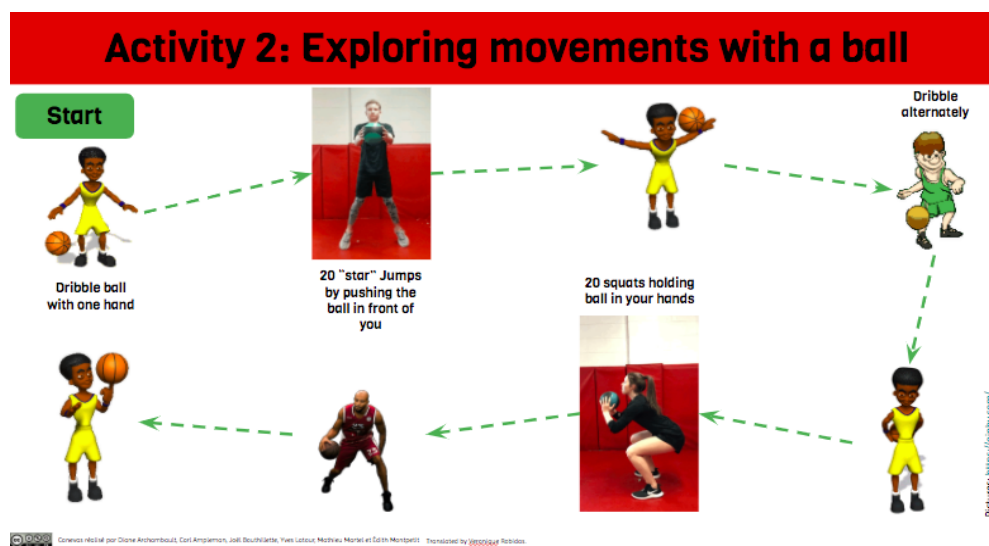 Activity 2: Exploring movements with a ball
Start
Dribble ball
with one hand
20 "star" Jumps
by pushing the
ball in front of
you
Dribble
alternately
20 squats holding
ball in your hands
Canevas réalisé par Diane Archambault, Carl Ampleman, Joël Bouthillette, Yves Latour, Mathieu Martel et Édith Montpetit Translated by Véronique Robidas.